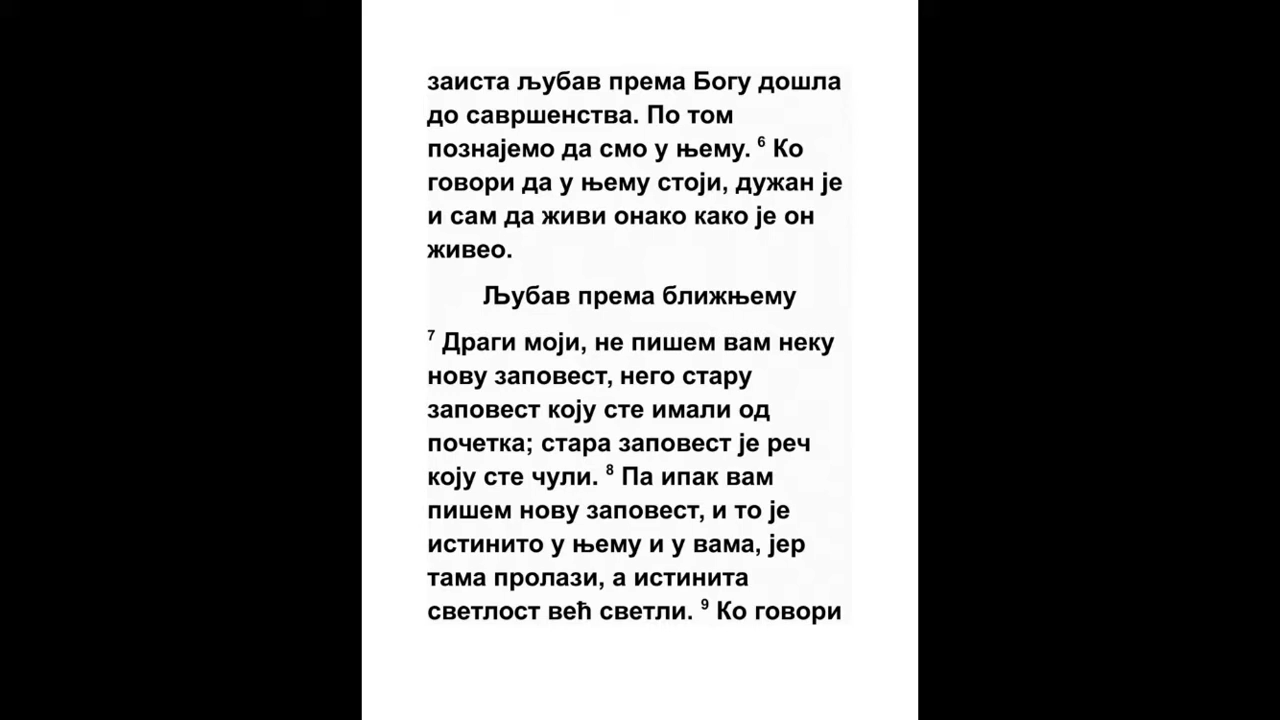 заиста љубав према Богу дошла
до савршенства. По том
познајемо да смо у њему. ⁶ Ко
говори да у њему стоји, дужан је
и сам да живи онако како је он
живео.
Љубав према ближњему
⁷ Драги моји, не пишем вам неку
нову заповест, него стару
заповест коју сте имали од
почетка; стара заповест је реч
коју сте чули. ⁸ Па ипак вам
пишем нову заповест, и то је
истинито у њему и у вама, јер
тама пролази, а истинита
светлост већ светли. ⁹ Ко говори